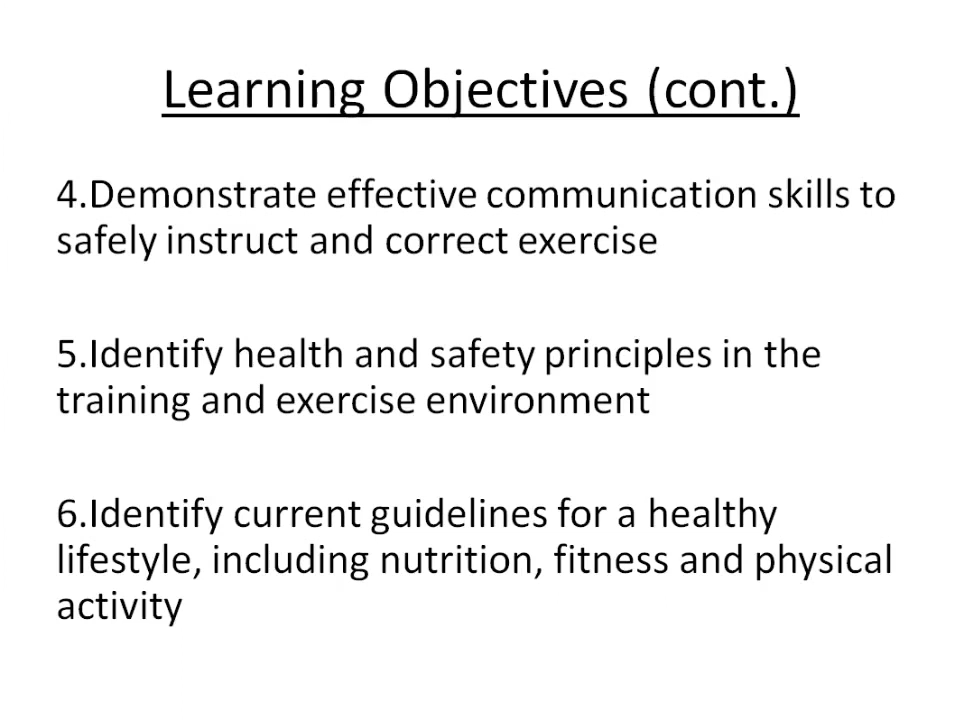 Learning Objectives (cont.)
4.Demonstrate effective communication skills to
safely instruct and correct exercise
5.Identify health and safety principles in the
training and exercise environment
6.Identify current guidelines for a healthy
lifestyle, including nutrition, fitness and physical
activity